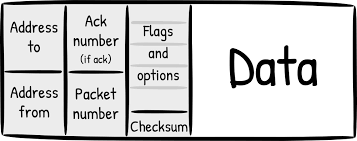 Address
to
Address
from
Ack
number
(if ack)
Packet
number
Flags
and
options
Checksum
Data